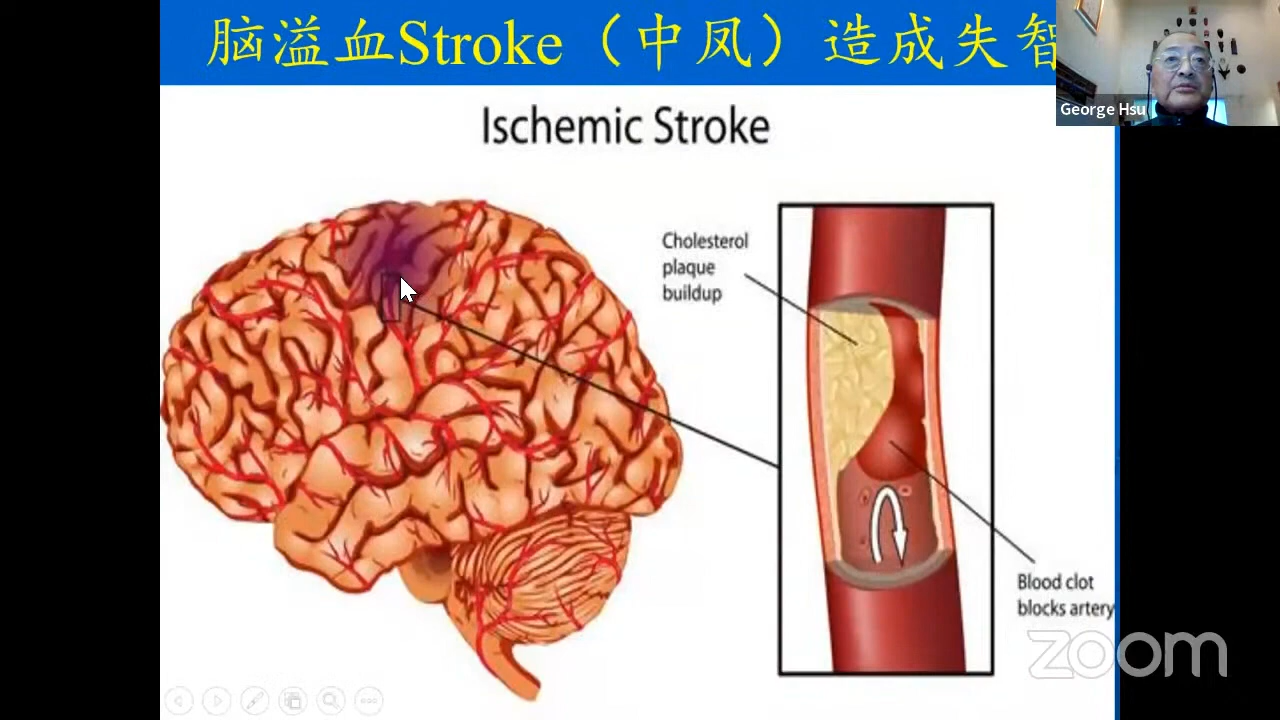 脑溢血Stroke（中凤）造成失智
George Hsu
Ischemic Stroke
Cholesterol
plaque
buildup
Blood clot
blocks artery
zoom